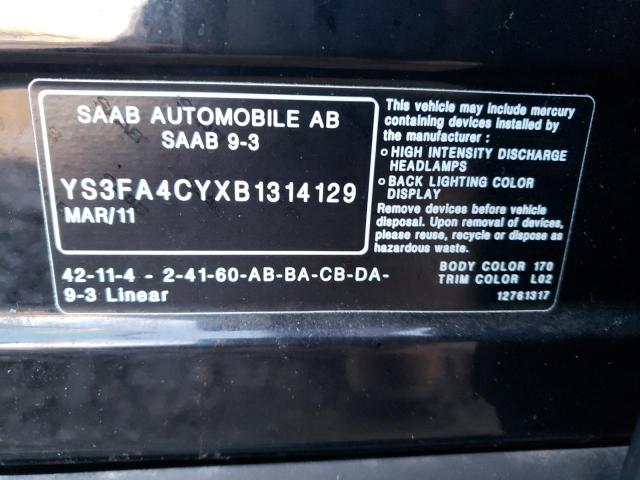 SAAB AUTOMOBILE AB
SAAB 9-3
YS3FA4CYXB1314129
MAR/11
This vehicle may include mercury
containing devices installed by
the manufacturer :
o HIGH INTENSITY DISCHARGE
HEADLAMPS
o BACK LIGHTING COLOR
DISPLAY
Remove devices before vehicle
disposal. Upon removal of devices,
please reuse, recycle or dispose as
hazardous waste.
42-11-4 - 2-41-60-AB-BA-CB-DA-
9-3 Linear
BODY COLOR 170
TRIM COLOR L02
12761317